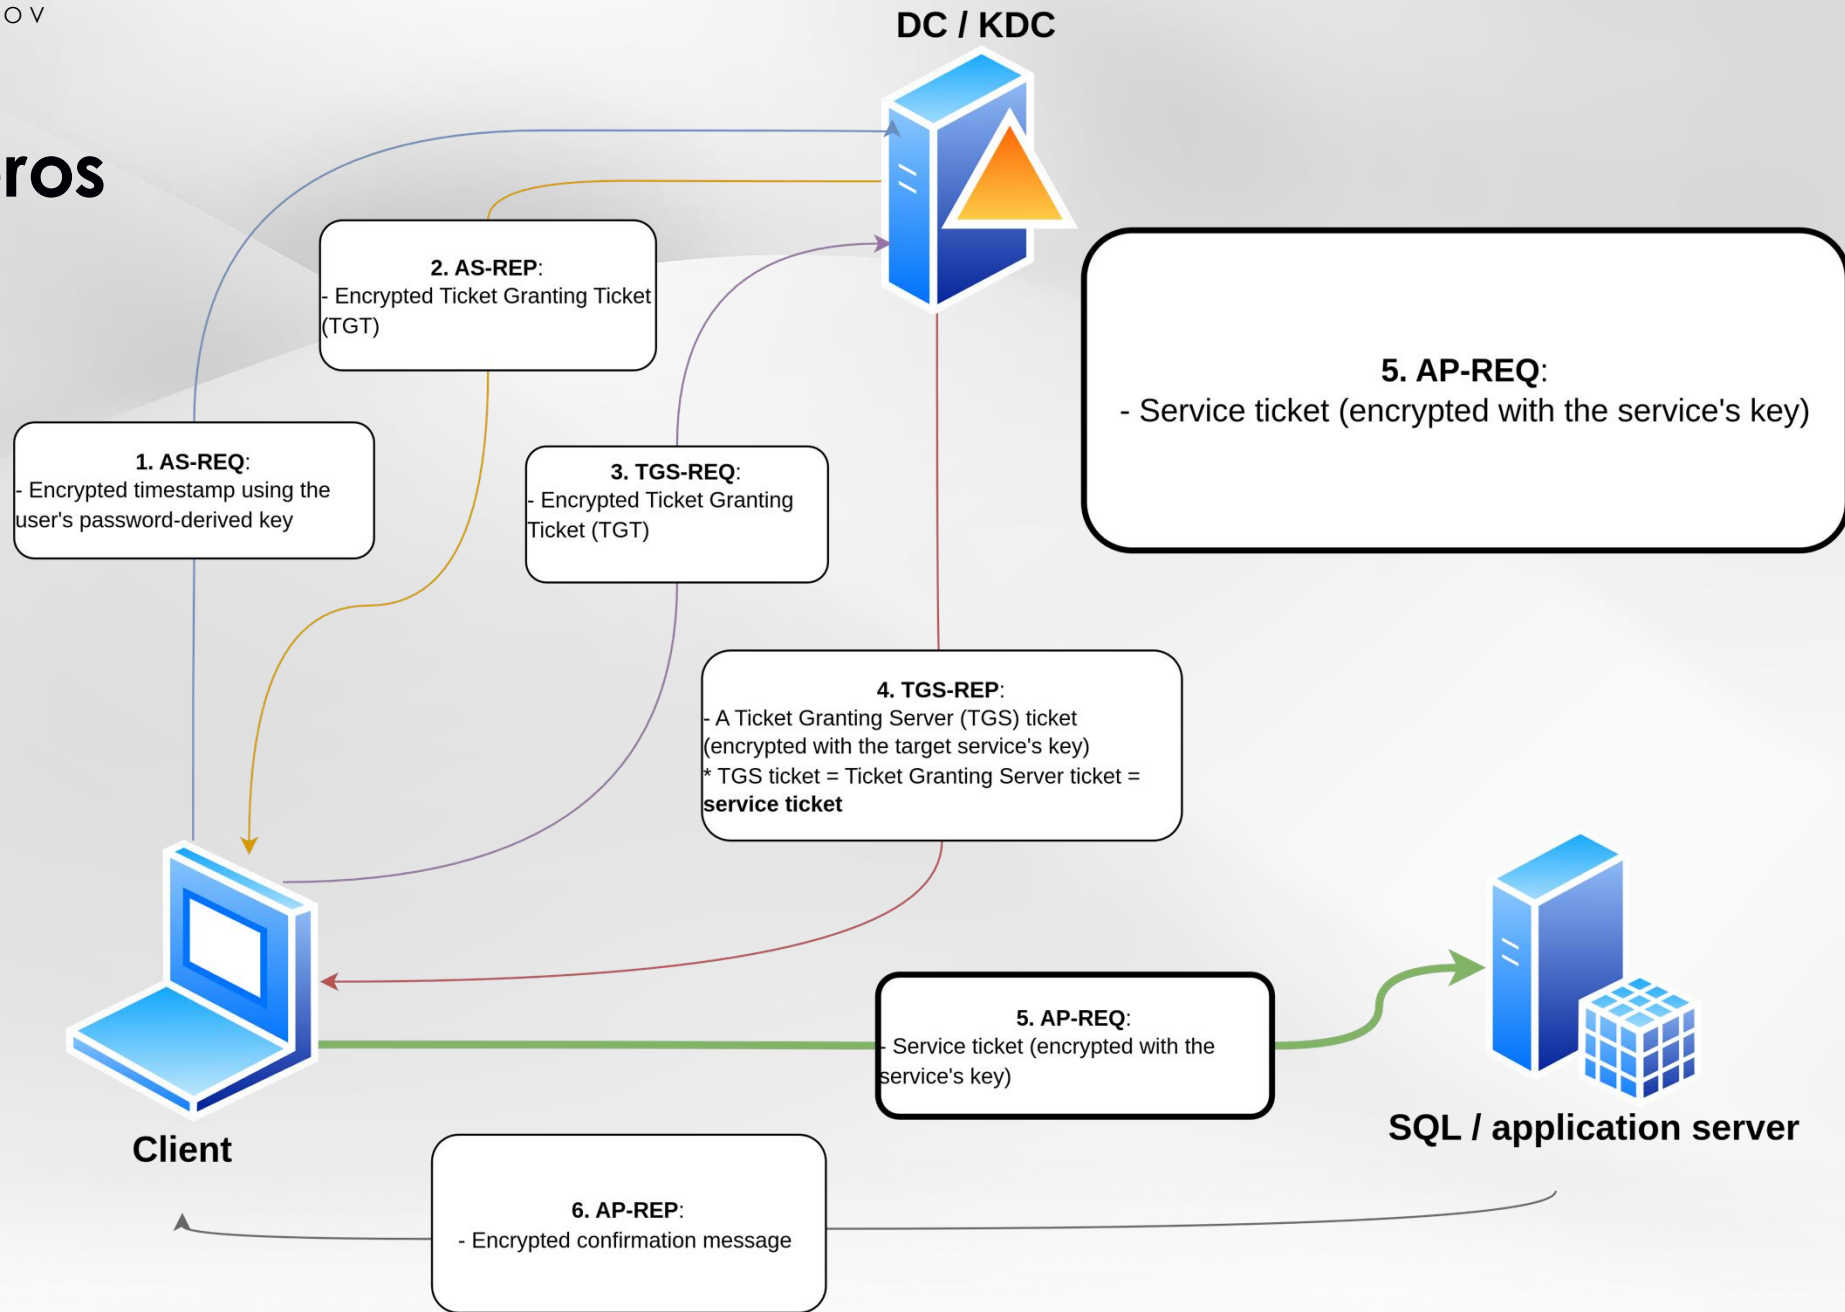 O V
DC / KDC
ros
2. AS-REP:
- Encrypted Ticket Granting Ticket
(TGT)
5. AP-REQ:
- Service ticket (encrypted with the service's key)
1. AS-REQ:
- Encrypted timestamp using the
user's password-derived key
3. TGS-REQ:
- Encrypted Ticket Granting
Ticket (TGT)
4. TGS-REP:
- A Ticket Granting Server (TGS) ticket
(encrypted with the target service's key)
* TGS ticket = Ticket Granting Server ticket =
service ticket
5. AP-REQ:
- Service ticket (encrypted with the
service's key)
Client
SQL / application server
6. AP-REP:
- Encrypted confirmation message